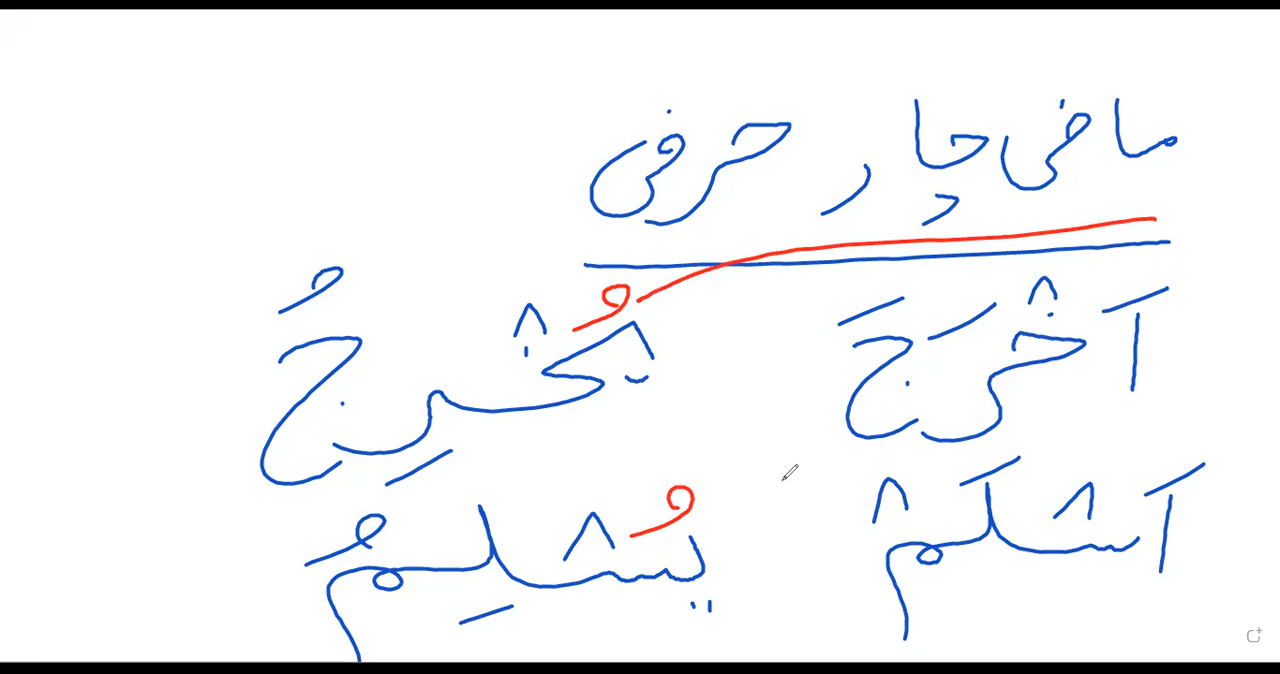 ماضی چار حرفی
اَخْرَجَ یُخْرِجُ
اَسْلَمْ یُسْلِمُ